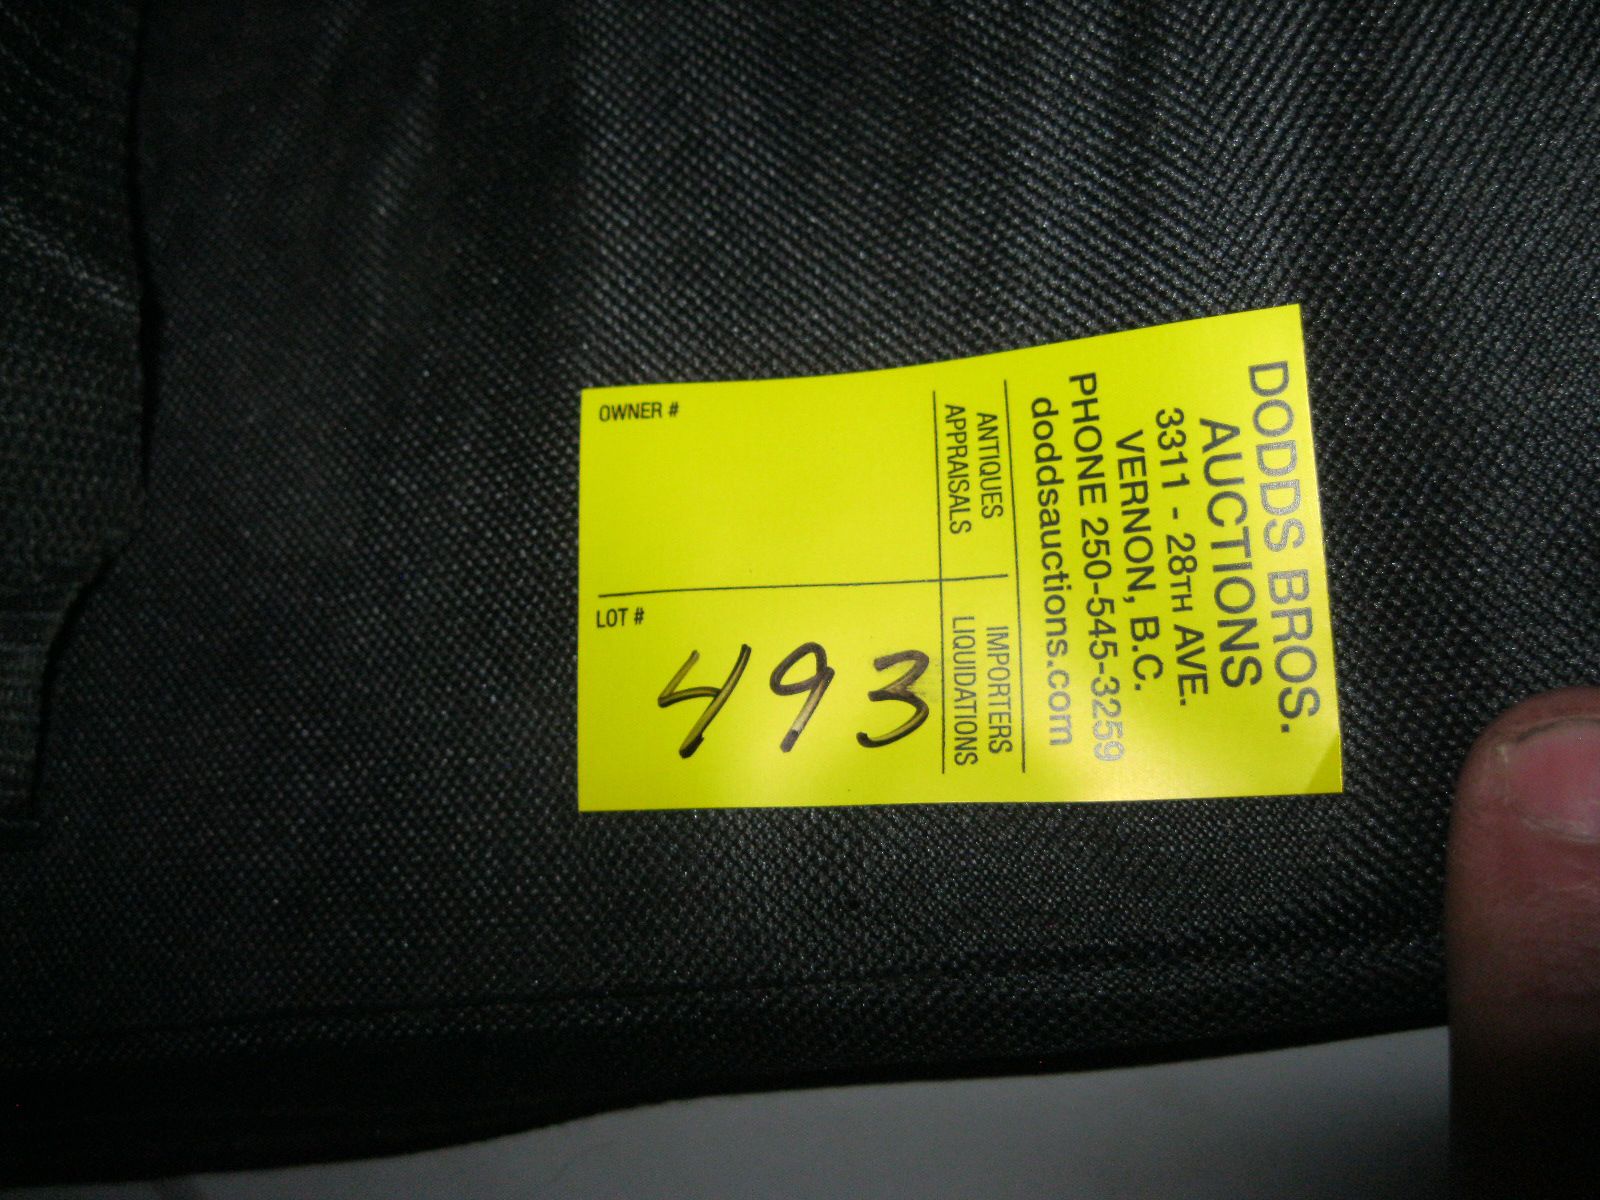 DODDS BROS.
AUCTIONS
3311 - 28TH AVE.
VERNON, B.C.
PHONE 250-545-3259
doddsauctions.com
ANTIQUES
APPRAISALS
IMPORTERS
LIQUIDATIONS
OWNER #
LOT #
493